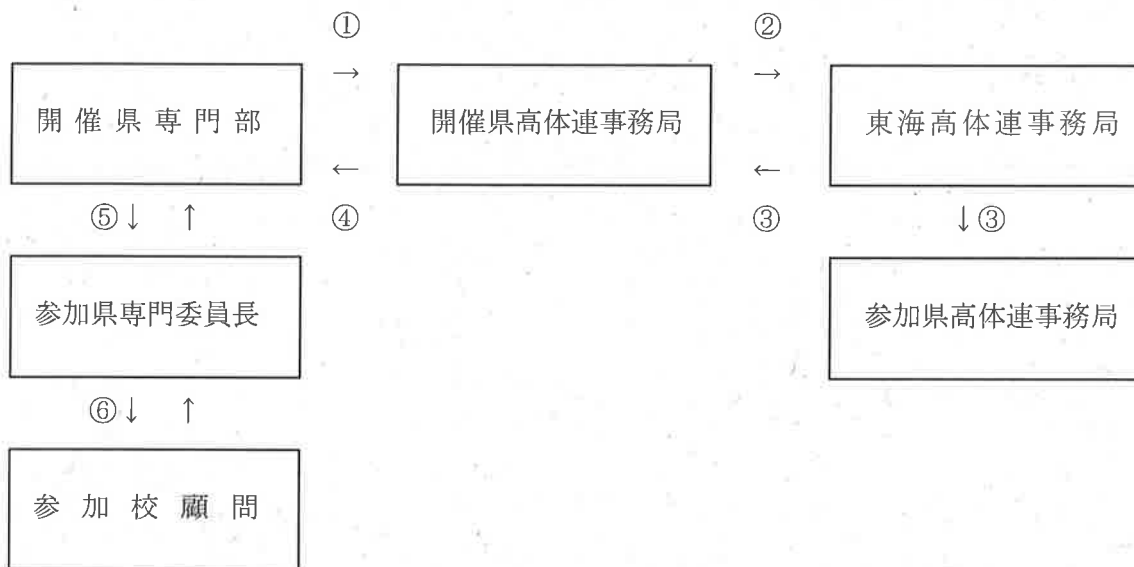 ① ②
→ →
開催県専門部 開催県高体連事務局 東海高体連事務局
← ←
⑤↓ ↑ ④ ③ ↓③
参加県専門委員長 参加県高体連事務局
⑥↓ ↑
参加校顧問